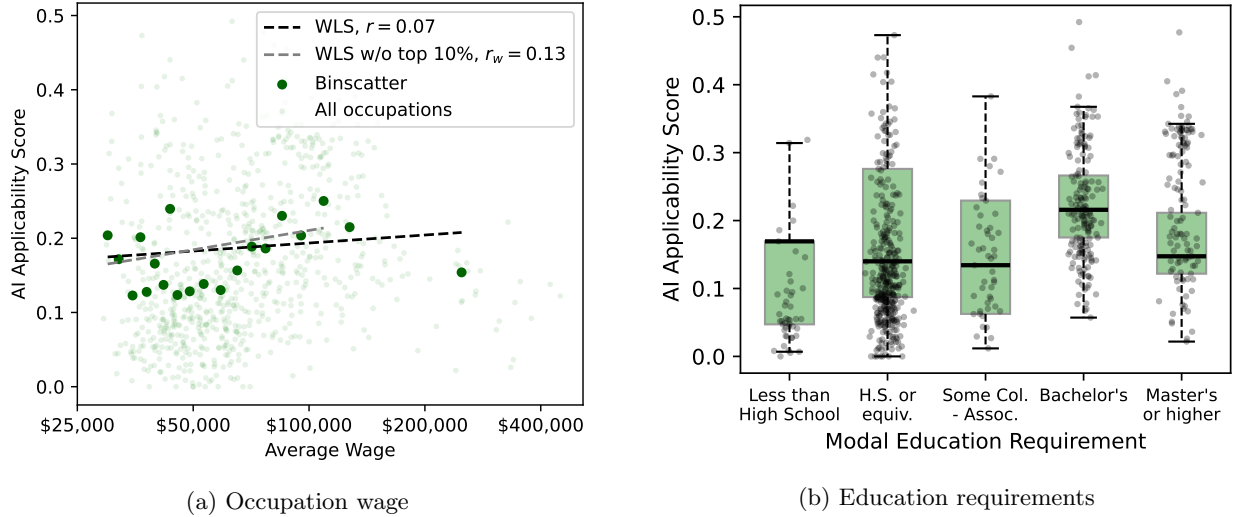 0.5
0.4
0.3
0.2
0.1
0.0
AI Applicability Score
WLS, r = 0.07
WLS w/o top 10%, r_w = 0.13
Binscatter
All occupations
$25,000 $50,000 $100,000 $200,000 $400,000
Average Wage
(a) Occupation wage
0.5
0.4
0.3
0.2
0.1
0.0
AI Applicability Score
Less than
High School
H.S. or
equiv.
Some Col.
- Assoc.
Bachelor's
Master's
or higher
Modal Education Requirement
(b) Education requirements